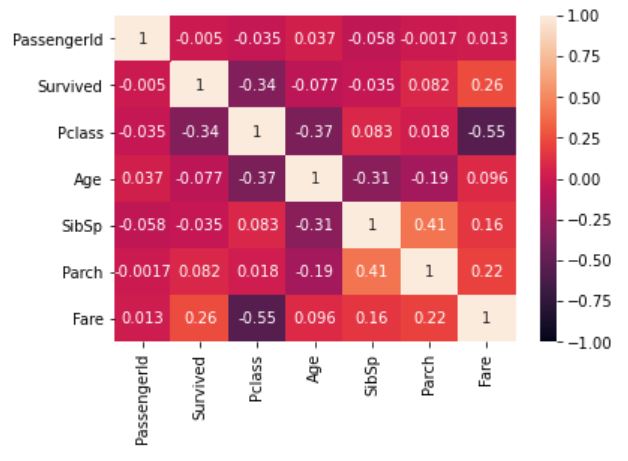 PassengerId 1 -0.005 -0.035 0.037 -0.058 -0.0017 0.013
Survived -0.005 1 -0.34 -0.077 -0.035 0.082 0.26
Pclass -0.035 -0.34 1 -0.37 0.083 0.018 -0.55
Age 0.037 -0.077 -0.37 1 -0.31 -0.19 0.096
SibSp -0.058 -0.035 0.083 -0.31 1 0.41 0.16
Parch -0.0017 0.082 0.018 -0.19 0.41 1 0.22
Fare 0.013 0.26 -0.55 0.096 0.16 0.22 1
PassengerId
Survived
Pclass
Age
SibSp
Parch
Fare
1.00
0.75
0.50
0.25
0.00
−0.25
−0.50
−0.75
−1.00